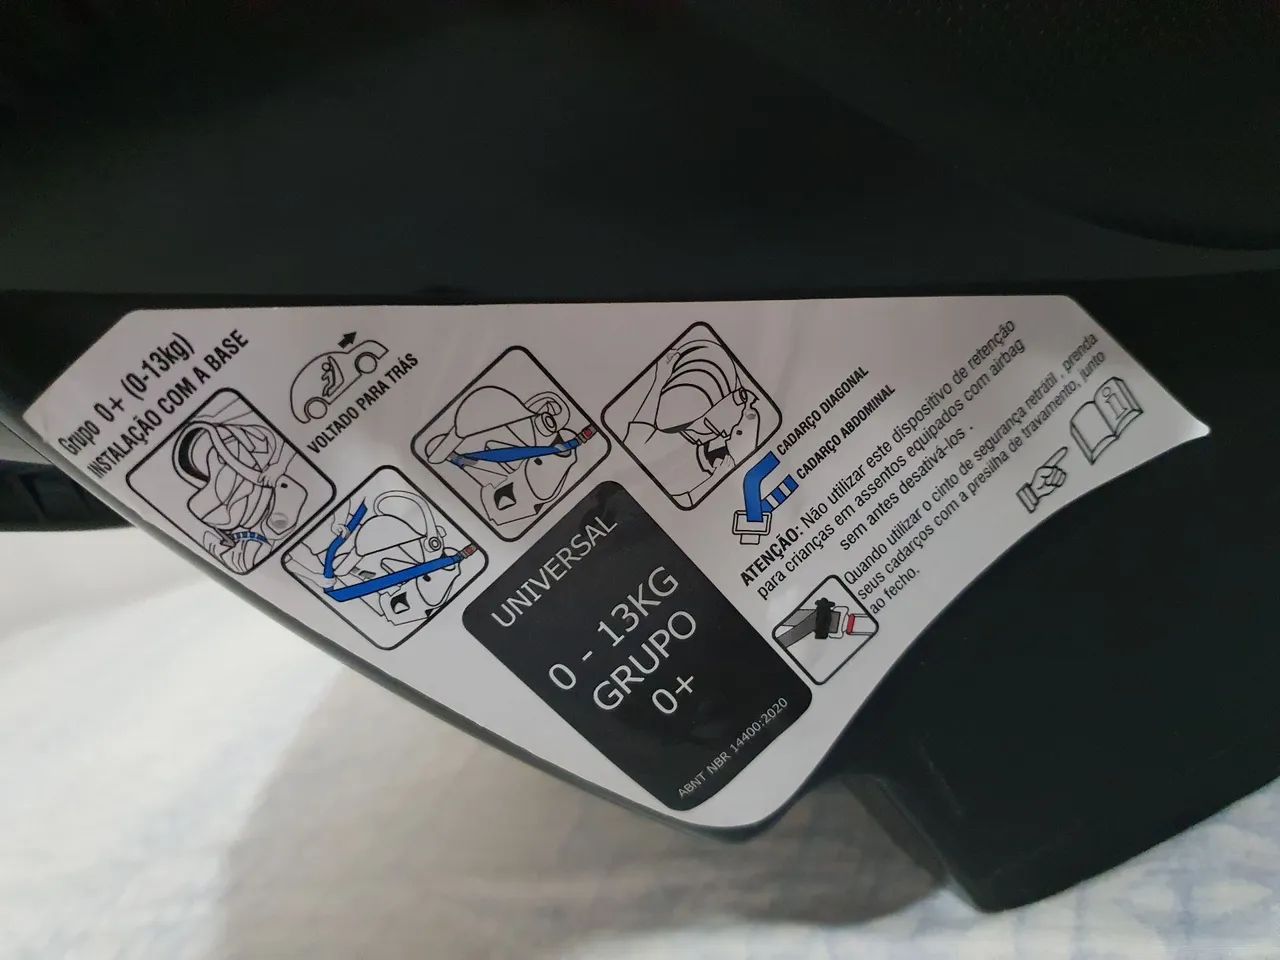 Grupo 0+ (0-13kg)
INSTALAÇÃO COM A BASE
VOLTADO PARA TRÁS
CADARÇO DIAGONAL
CADARÇO ABDOMINAL
ATENÇÃO: Não utilizar este dispositivo de retenção
para crianças em assentos equipados com airbag
sem antes desativá-los .
Quando utilizar o cinto de segurança retrátil , prenda
seus cadarços com a presilha de travamento, junto
ao fecho.
UNIVERSAL
0 - 13KG
GRUPO
0+
ABNT NBR 14400:2020